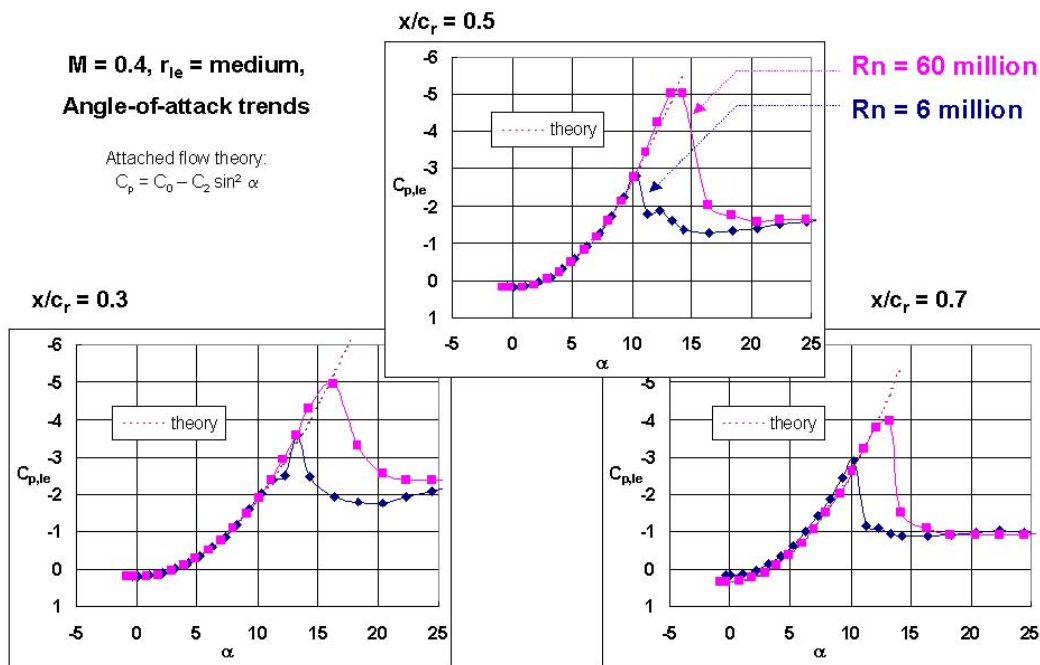 x/cr = 0.5
M = 0.4, rle = medium,
Angle-of-attack trends
Attached flow theory:
Cp = C0 – C2 sin² α
Rn = 60 million
Rn = 6 million
-6
-5
-4
-3
-2
-1
0
1
Cp,le
theory
-5 0 5 10 15 20 25
α
x/cr = 0.3
-6
-5
-4
-3
-2
-1
0
1
Cp,le
theory
-5 0 5 10 15 20 25
α
x/cr = 0.7
-5
-4
-3
-2
-1
0
1
Cp,le
theory
-5 0 5 10 15 20 25
α